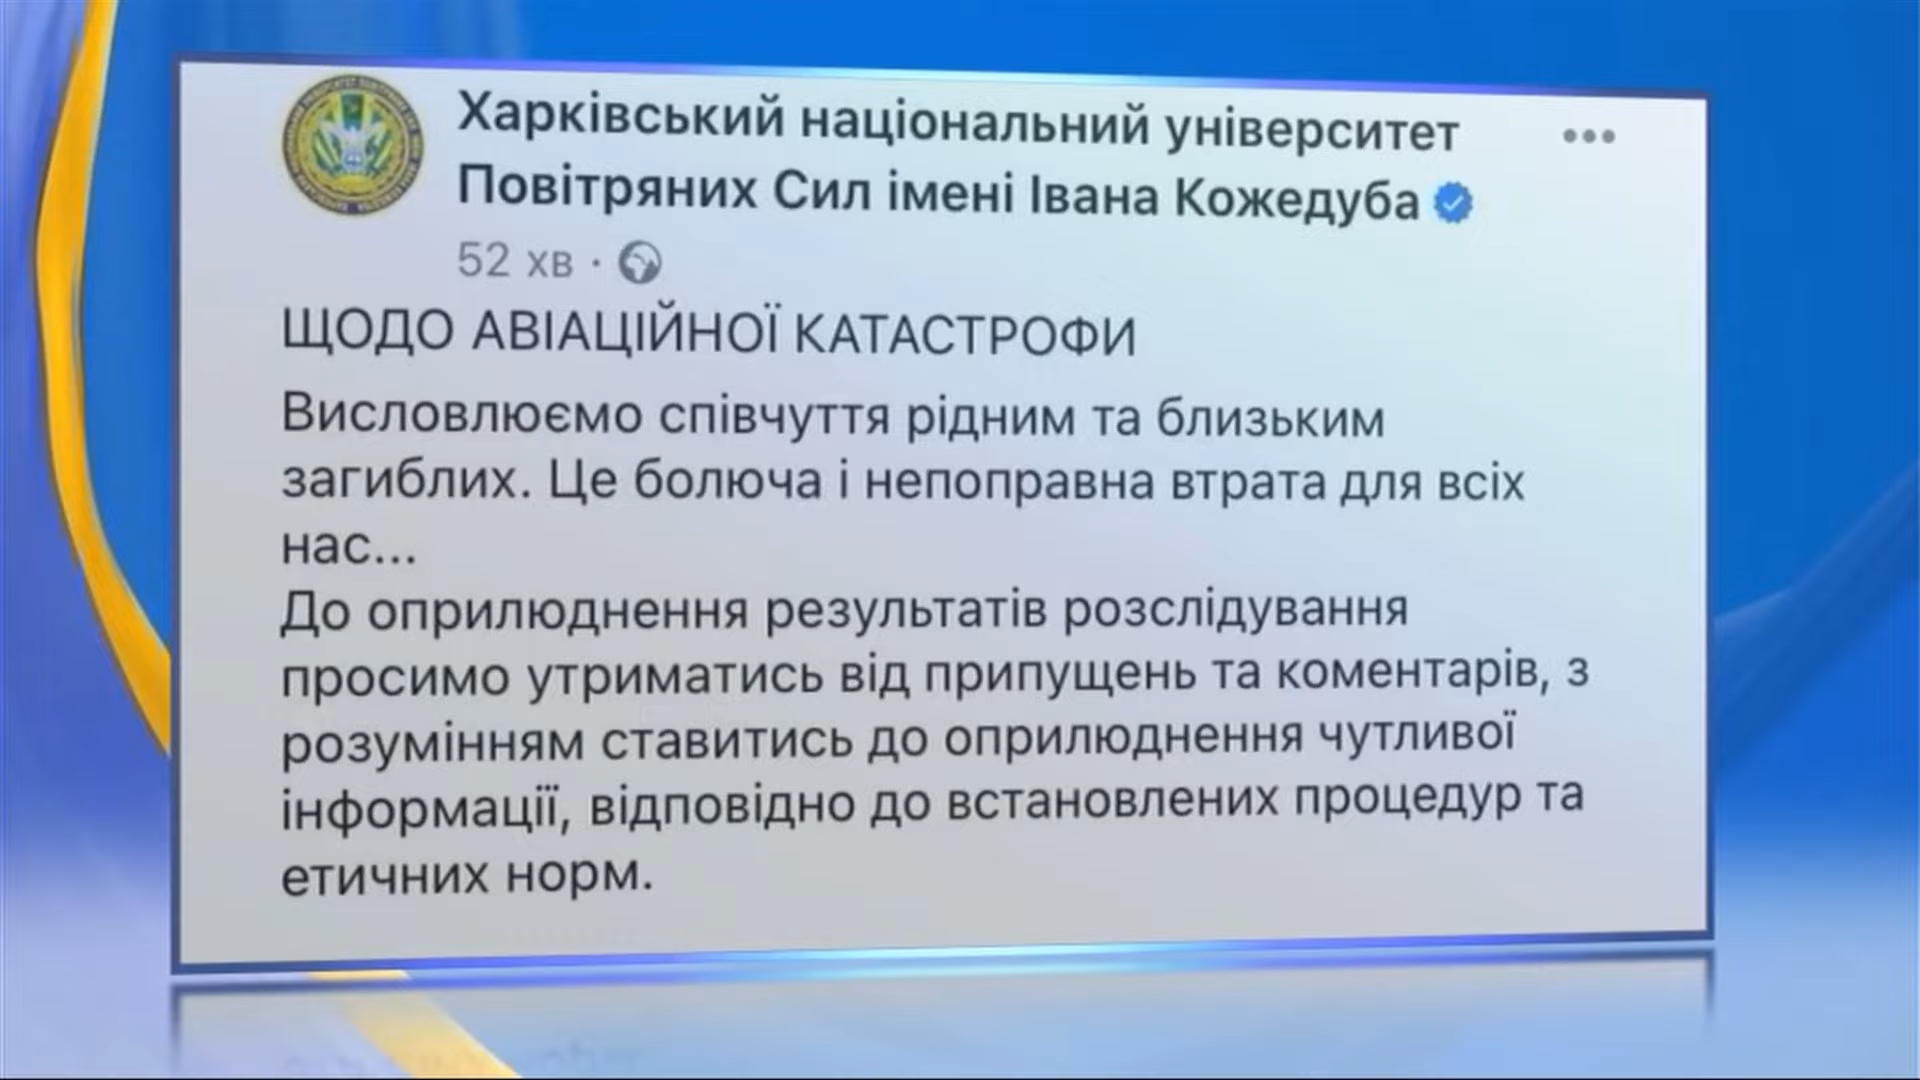 Харківський національний університет
Повітряних Сил імені Івана Кожедуба
52 хв ·
ЩОДО АВІАЦІЙНОЇ КАТАСТРОФИ
Висловлюємо співчуття рідним та близьким
загиблих. Це болюча і непоправна втрата для всіх
нас...
До оприлюднення результатів розслідування
просимо утриматись від припущень та коментарів, з
розумінням ставитись до оприлюднення чутливої
інформації, відповідно до встановлених процедур та
етичних норм.